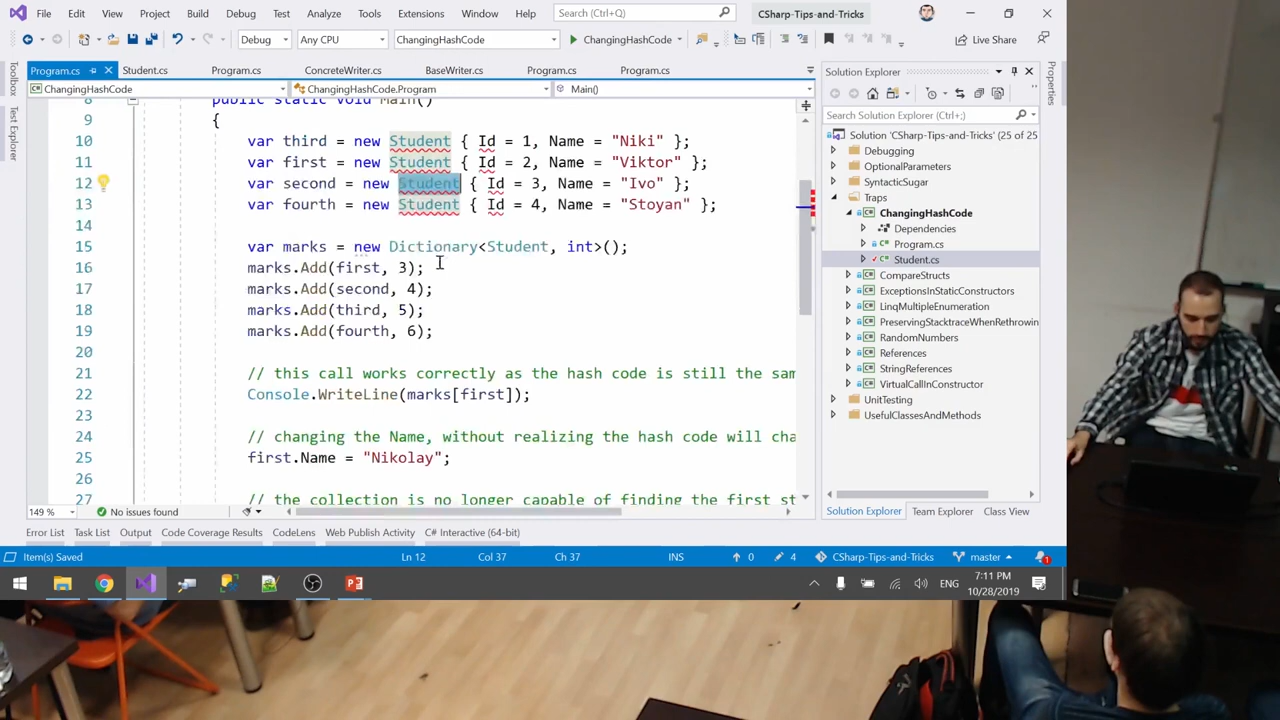 File Edit View Project Build Debug Test Analyze Tools Extensions Window Help Search (Ctrl+Q) CSharp-Tips-and-Tricks
Debug Any CPU ChangingHashCode ChangingHashCode Live Share
Toolbox
Test Explorer
Program.cs Student.cs Program.cs ConcreteWriter.cs BaseWriter.cs Program.cs Program.cs
ChangingHashCode ChangingHashCode.Program Main()
8 public static void Main()
9 {
10 var third = new Student { Id = 1, Name = "Niki" };
11 var first = new Student { Id = 2, Name = "Viktor" };
12 var second = new Student { Id = 3, Name = "Ivo" };
13 var fourth = new Student { Id = 4, Name = "Stoyan" };
14
15 var marks = new Dictionary<Student, int>();
16 marks.Add(first, 3);
17 marks.Add(second, 4);
18 marks.Add(third, 5);
19 marks.Add(fourth, 6);
20
21 // this call works correctly as the hash code is still the sam
22 Console.WriteLine(marks[first]);
23
24 // changing the Name, without realizing the hash code will cha
25 first.Name = "Nikolay";
26
27 // the collection is no longer capable of finding the first st
149 % No issues found
Solution Explorer
Search Solution Explorer (Ctrl+;)
Solution 'CSharp-Tips-and-Tricks' (25 of 25
Debugging
OptionalParameters
SyntacticSugar
Traps
ChangingHashCode
Dependencies
Program.cs
Student.cs
CompareStructs
ExceptionsInStaticConstructors
LinqMultipleEnumeration
PreservingStacktraceWhenRethrowin
RandomNumbers
References
StringReferences
VirtualCallInConstructor
UnitTesting
UsefulClassesAndMethods
Solution Explorer Team Explorer Class View
Properties
Error List Task List Output Code Coverage Results CodeLens Web Publish Activity C# Interactive (64-bit)
Item(s) Saved Ln 12 Col 37 Ch 37 INS 0 4 CSharp-Tips-and-Tricks master 1
ENG 7:11 PM
10/28/2019